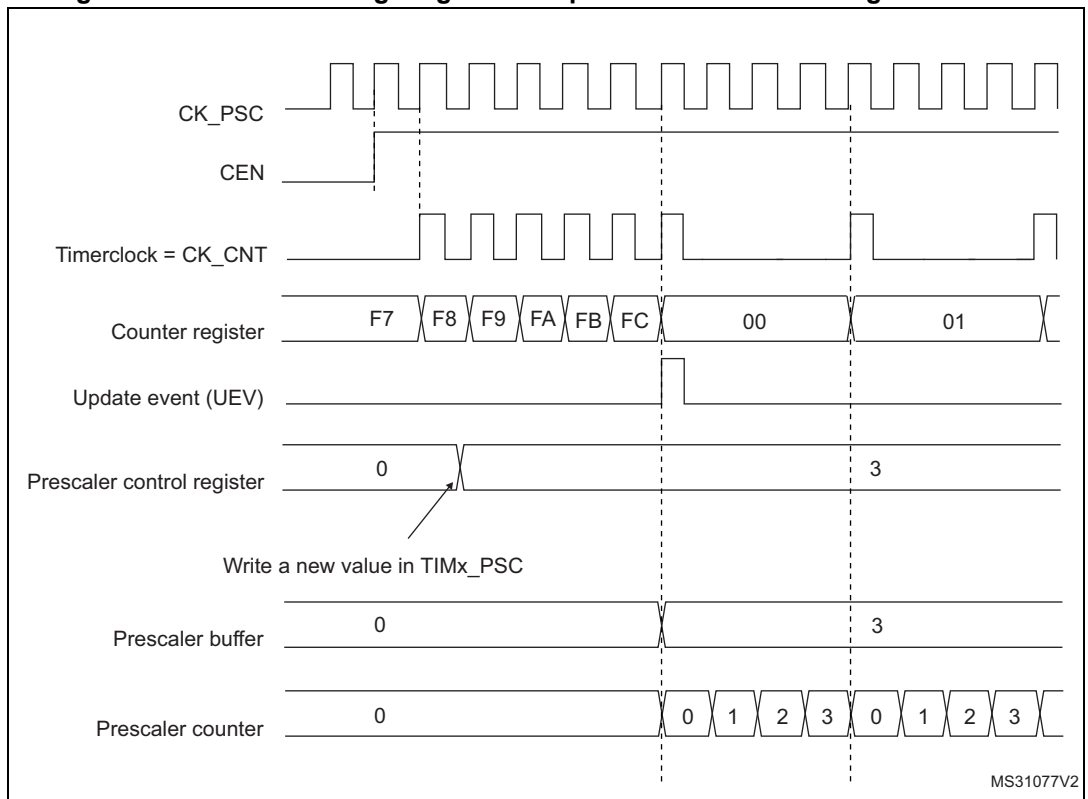 CK_PSC
CEN
Timerclock = CK_CNT
Counter register F7 F8 F9 FA FB FC 00 01
Update event (UEV)
Prescaler control register 0 3
Write a new value in TIMx_PSC
Prescaler buffer 0 3
Prescaler counter 0 0 1 2 3 0 1 2 3
MS31077V2